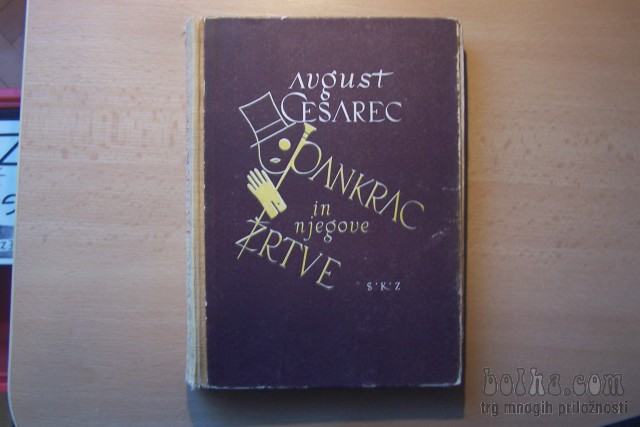 AVGUST
CESAREC
PANKRAC
in
njegove
ŽRTVE
S·K·Z
bolha.com
trg mnogih priložnosti